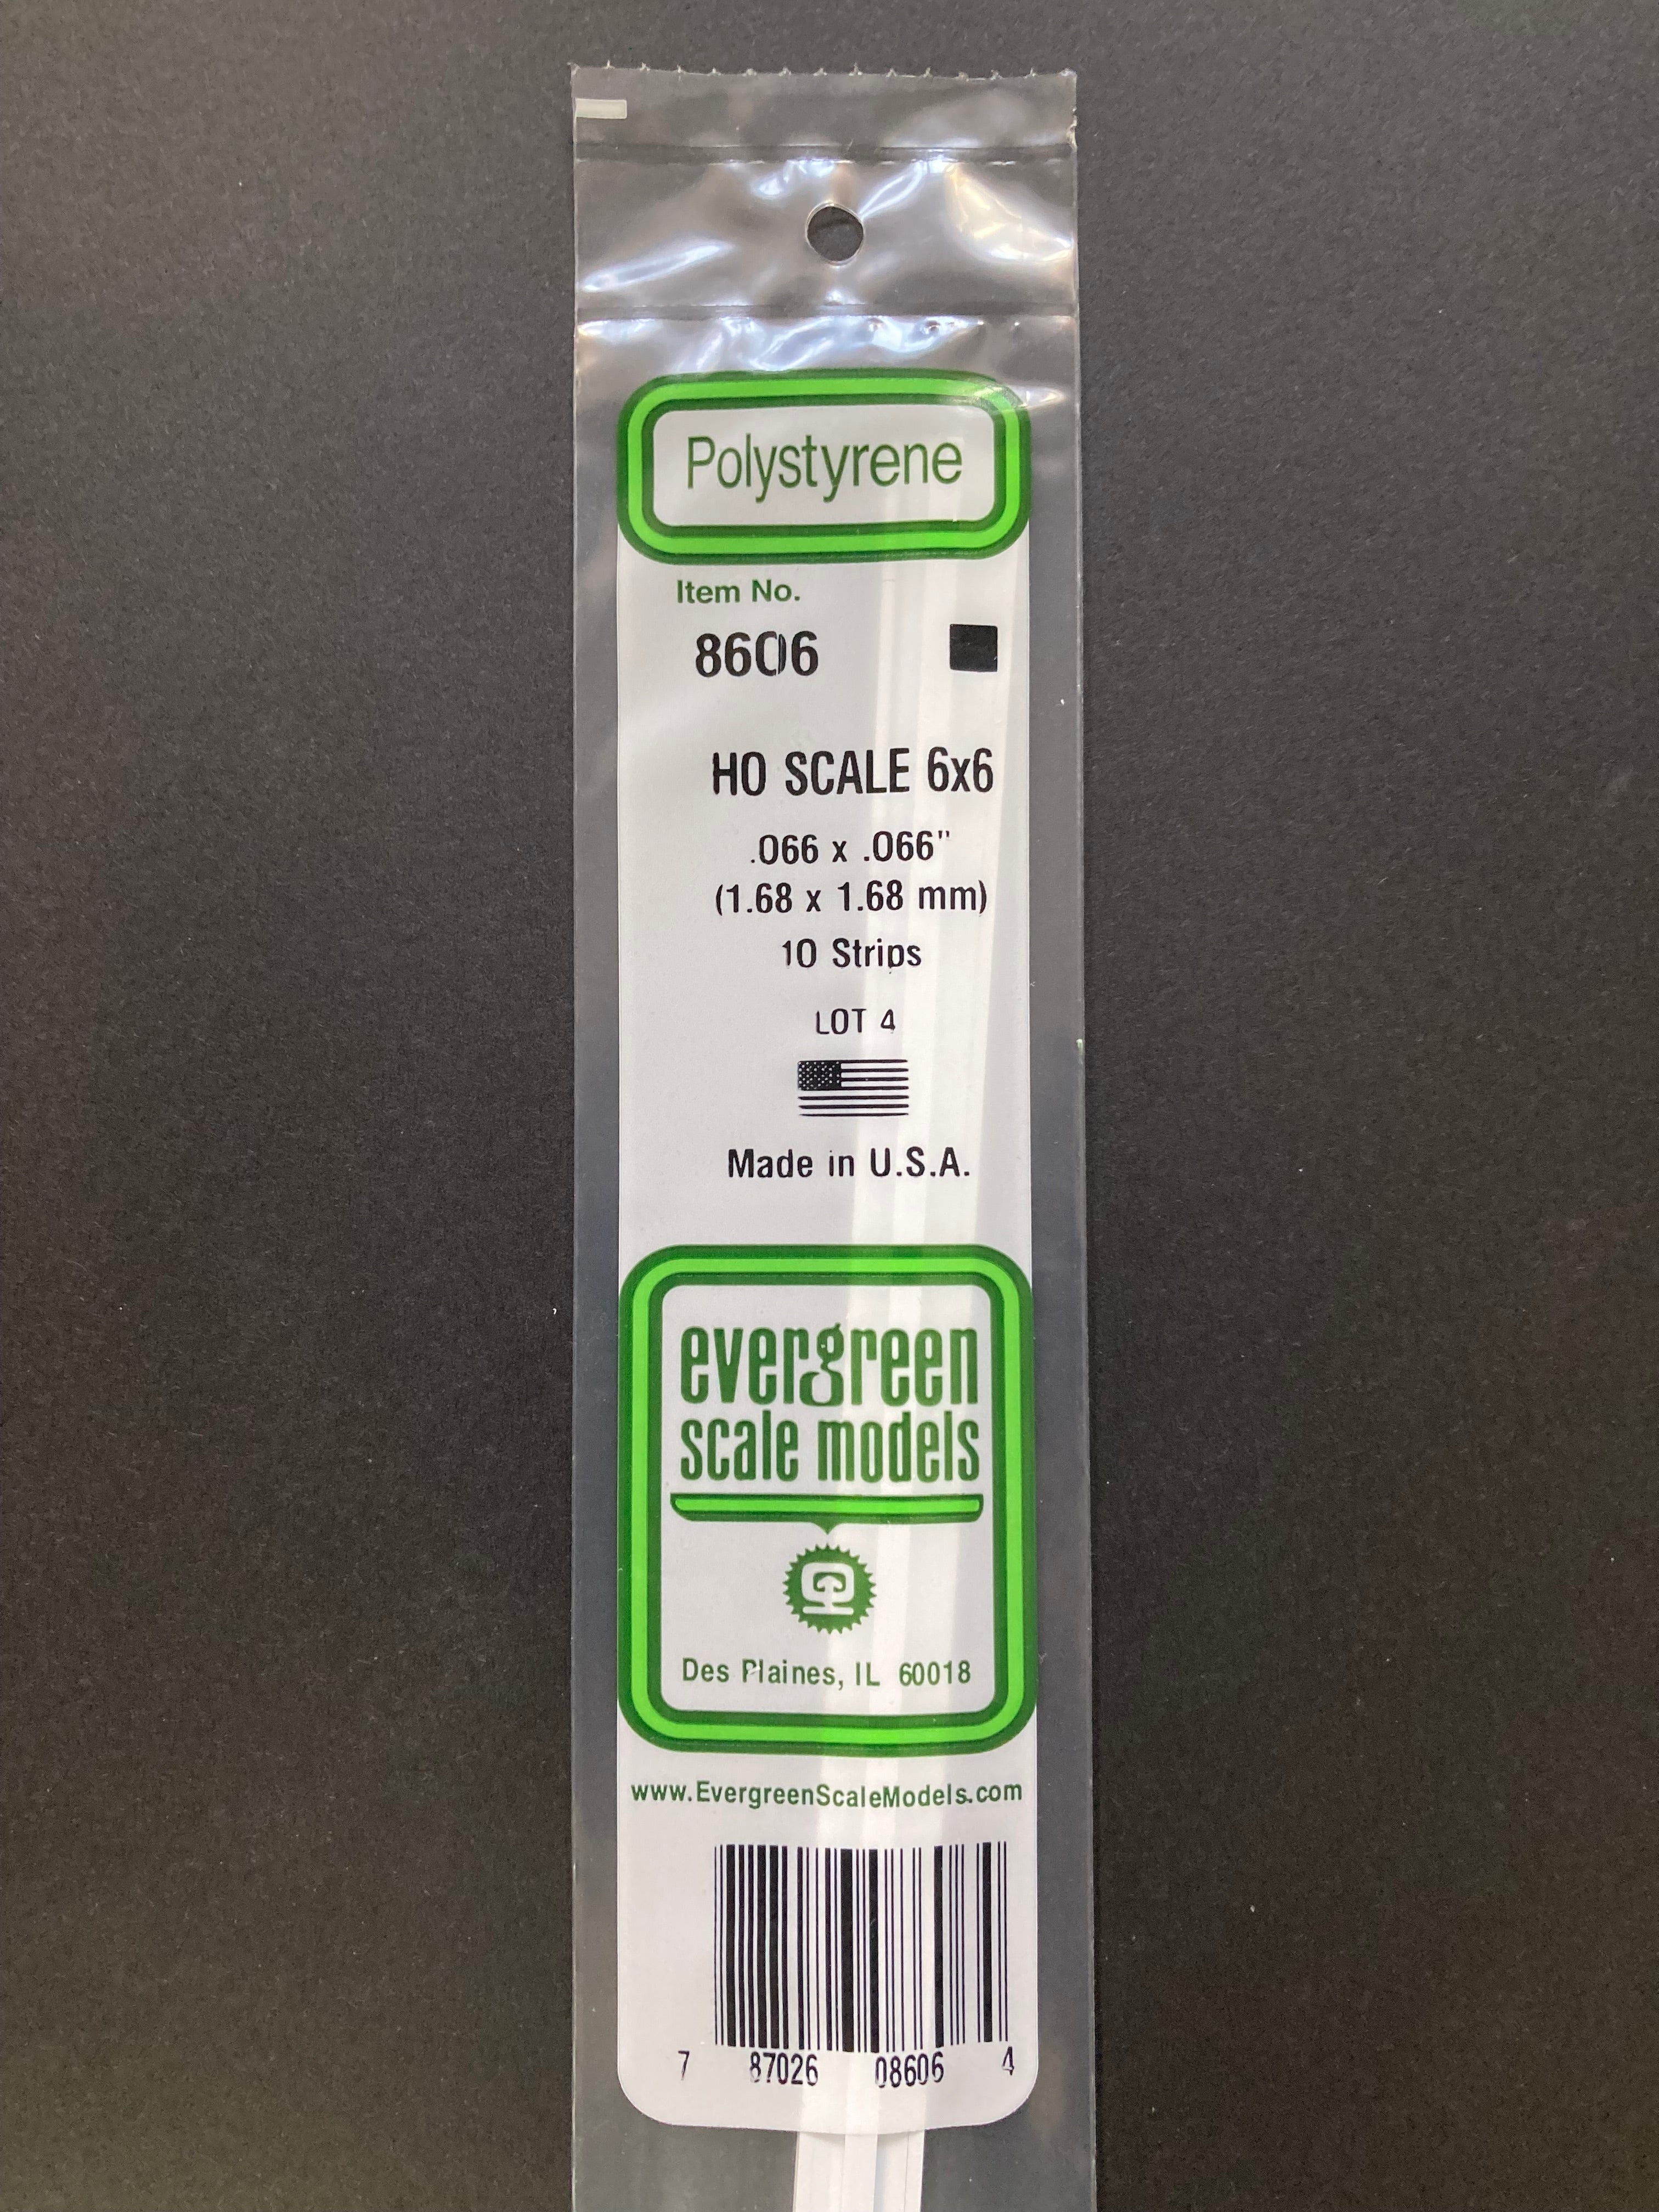 Polystyrene
Item No.
8606
HO SCALE 6x6
.066 x .066"
(1.68 x 1.68 mm)
10 Strips
LOT 4
Made in U.S.A.
evergreen
scale models
Des Plaines, IL 60018
www.EvergreenScaleModels.com
7 87026 08606 4